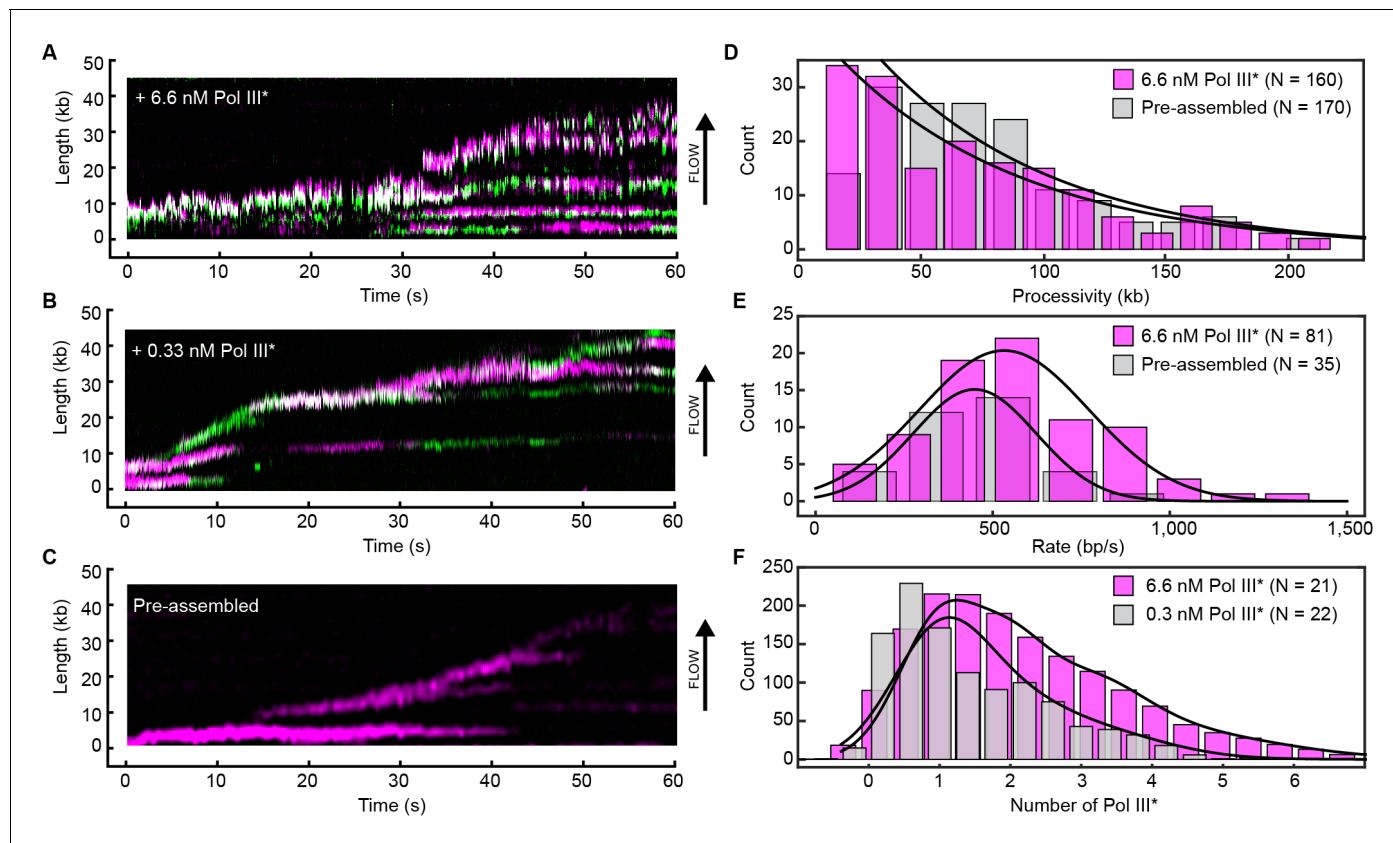 A
50
40
30
20
10
0
Length (kb)
+ 6.6 nM Pol III*
FLOW
0
10
20
30
40
50
60
Time (s)
B
50
40
30
20
10
0
Length (kb)
+ 0.33 nM Pol III*
FLOW
0
10
20
30
40
50
60
Time (s)
C
50
40
30
20
10
0
Length (kb)
Pre-assembled
FLOW
0
10
20
30
40
50
60
Time (s)
D
30
20
10
0
Count
6.6 nM Pol III* (N = 160)
Pre-assembled (N = 170)
0
50
100
150
200
Processivity (kb)
E
25
20
15
10
5
0
Count
6.6 nM Pol III* (N = 81)
Pre-assembled (N = 35)
0
500
1,000
1,500
Rate (bp/s)
F
250
200
150
100
50
0
Count
6.6 nM Pol III* (N = 21)
0.3 nM Pol III* (N = 22)
0
1
2
3
4
5
6
Number of Pol III*